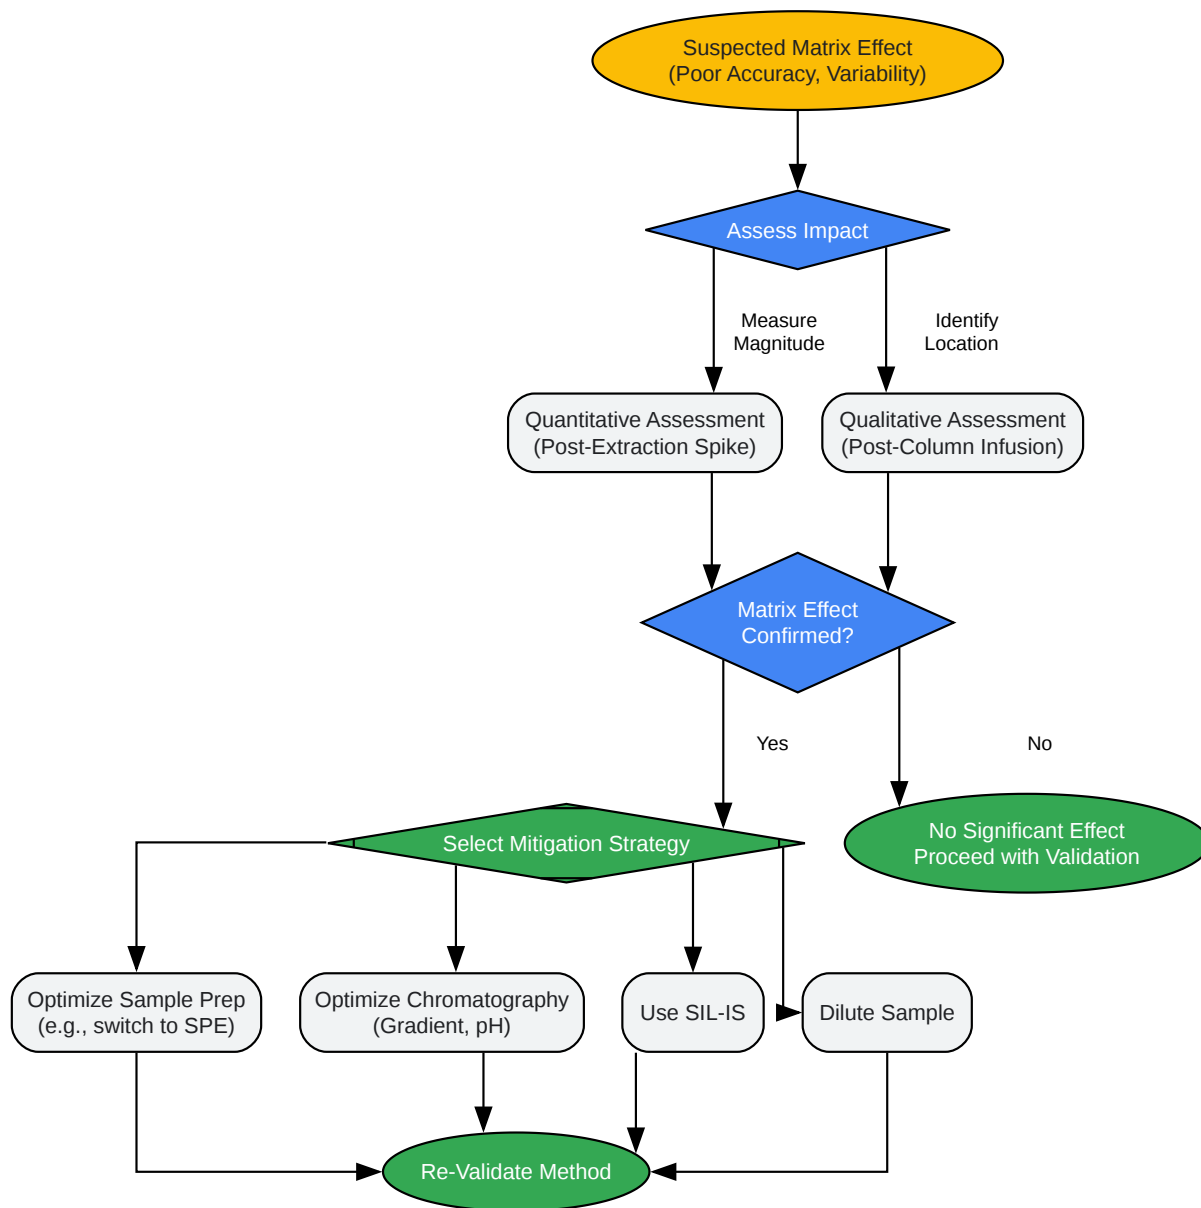 Suspected Matrix Effect
(Poor Accuracy, Variability)
Assess Impact
Measure
Magnitude
Identify
Location
Quantitative Assessment
(Post-Extraction Spike)
Qualitative Assessment
(Post-Column Infusion)
Matrix Effect
Confirmed?
Yes
No
Select Mitigation Strategy
No Significant Effect
Proceed with Validation
Optimize Sample Prep
(e.g., switch to SPE)
Optimize Chromatography
(Gradient, pH)
Use SIL-IS
Dilute Sample
Re-Validate Method